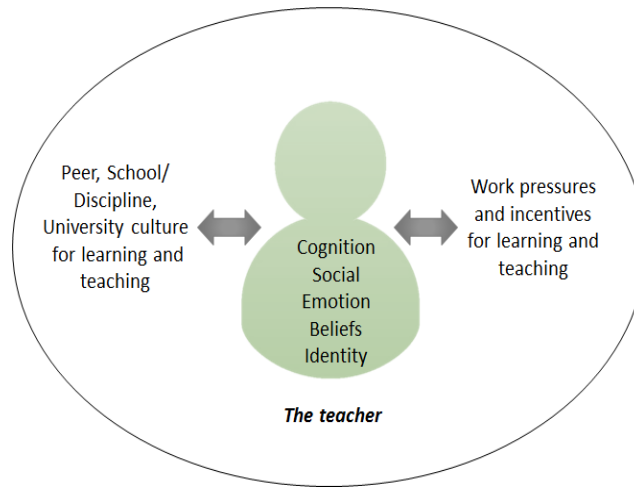 Peer, School/
Discipline,
University culture
for learning and
teaching
Cognition
Social
Emotion
Beliefs
Identity
Work pressures
and incentives
for learning and
teaching
The teacher